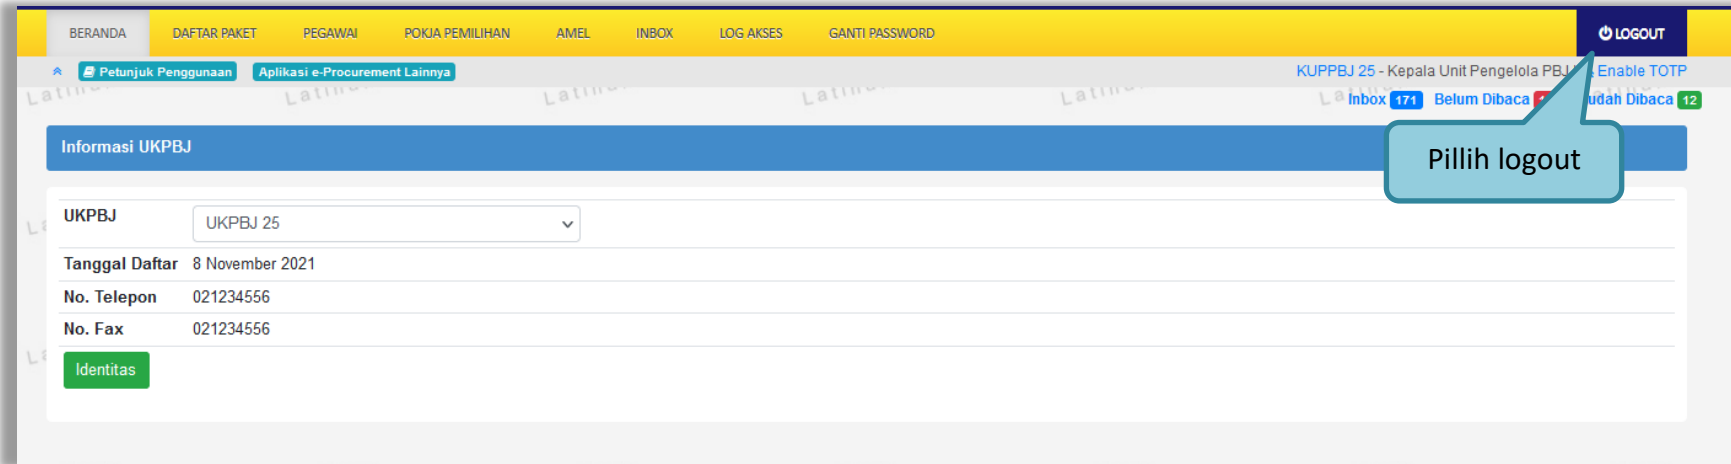 BERANDA DAFTAR PAKET PEGAWAI POKJA PEMILIHAN AMEL INBOX LOG AKSES GANTI PASSWORD LOGOUT
Petunjuk Penggunaan Aplikasi e-Procurement Lainnya KUPPBJ 25 - Kepala Unit Pengelola PBJ Enable TOTP
Inbox 171 Belum Dibaca Dibaca 12
Pillih logout
Informasi UKPBJ
UKPBJ UKPBJ 25
Tanggal Daftar 8 November 2021
No. Telepon 021234556
No. Fax 021234556
Identitas